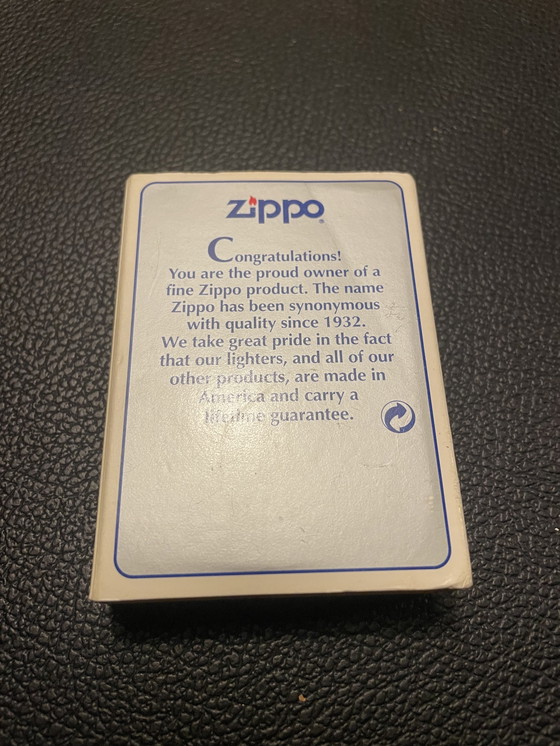 zippo
Congratulations!
You are the proud owner of a
fine Zippo product. The name
Zippo has been synonymous
with quality since 1932.
We take great pride in the fact
that our lighters, and all of our
other products, are made in
America and carry a
lifetime guarantee.